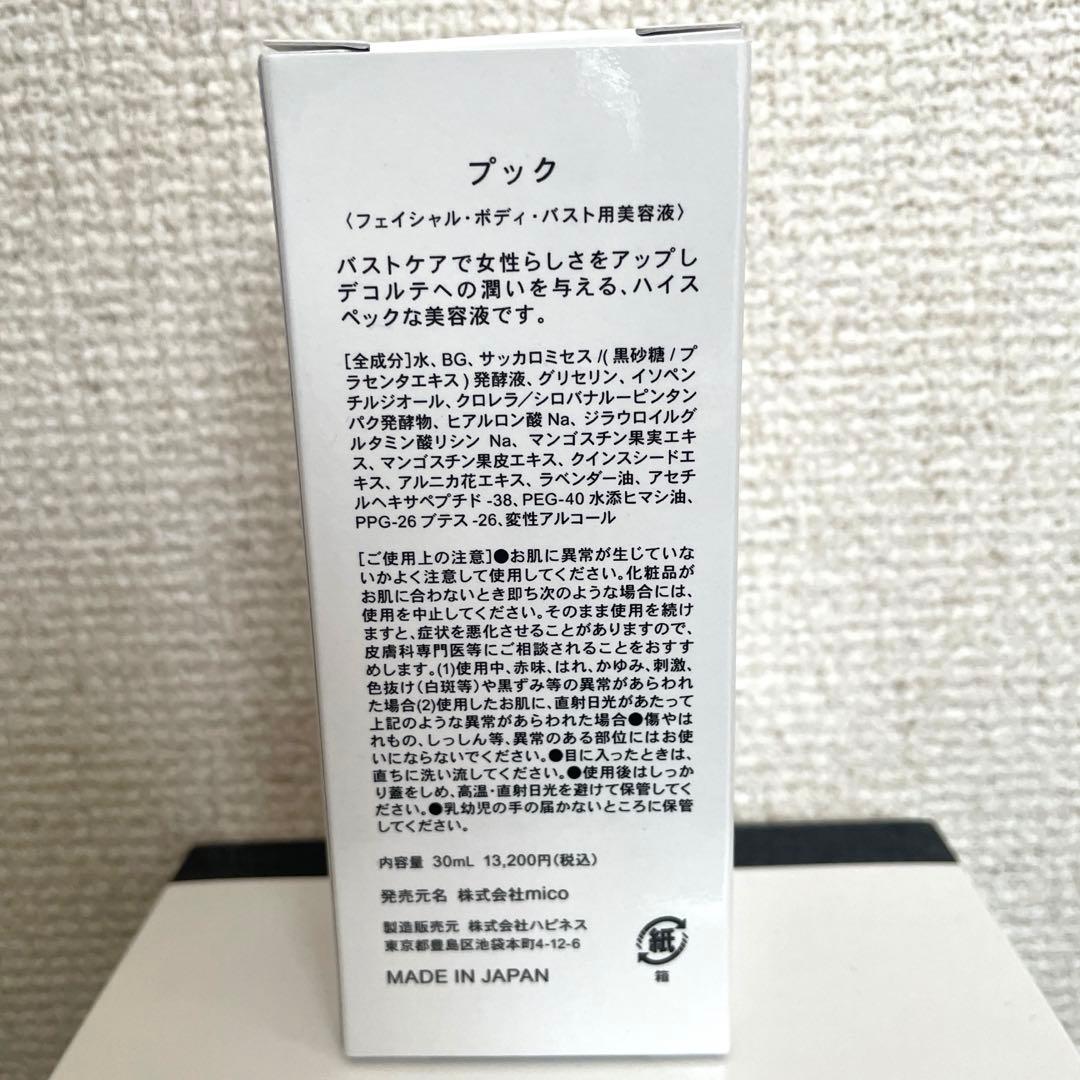 プック
〈フェイシャル・ボディ・バスト用美容液〉
バストケアで女性らしさをアップし
デコルテへの潤いを与える、ハイス
ペックな美容液です。
[全成分]水、BG、サッカロミセス/(黒砂糖/プ
ラセンタエキス)発酵液、グリセリン、イソペン
チルジオール、クロレラ／シロバナルーピンタン
パク発酵物、ヒアルロン酸Na、ジラウロイルグ
ルタミン酸リシンNa、マンゴスチン果実エキ
ス、マンゴスチン果皮エキス、クインスシードエ
キス、アルニカ花エキス、ラベンダー油、アセチ
ルヘキサペプチド-38、PEG-40水添ヒマシ油、
PPG-26ブテス-26、変性アルコール
[ご使用上の注意]●お肌に異常が生じていな
いかよく注意して使用してください。化粧品が
お肌に合わないとき即ち次のような場合には、
使用を中止してください。そのまま使用を続け
ますと、症状を悪化させることがありますので、
皮膚科専門医等にご相談されることをおすす
めします。(1)使用中、赤味、はれ、かゆみ、刺激、
色抜け(白斑等)や黒ずみ等の異常があらわれ
た場合(2)使用したお肌に、直射日光があたって
上記のような異常があらわれた場合●傷やは
れもの、しっしん等、異常のある部位にはお使
いにならないでください。●目に入ったときは、
直ちに洗い流してください。●使用後はしっか
り蓋をしめ、高温・直射日光を避けて保管してく
ださい。●乳幼児の手の届かないところに保管
してください。
内容量 30mL 13,200円(税込)
発売元名 株式会社mico
製造販売元 株式会社ハピネス
東京都豊島区池袋本町4-12-6
MADE IN JAPAN
紙
箱